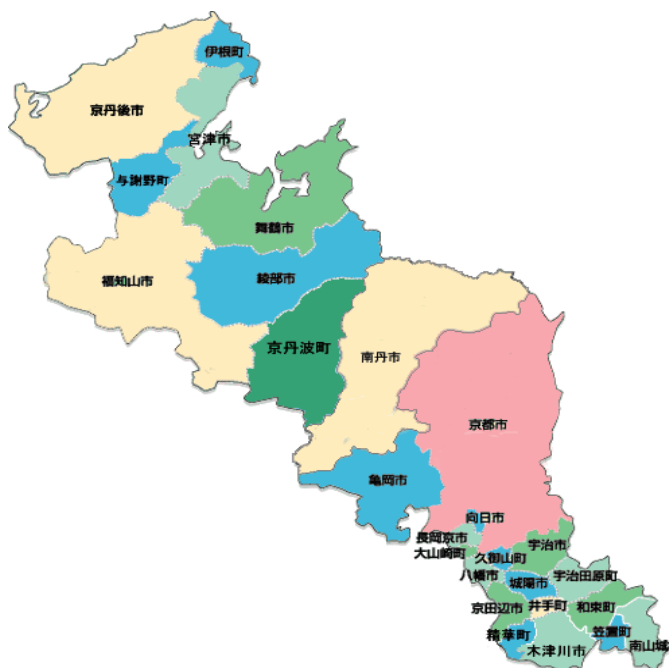 伊根町
京丹後市
宮津市
与謝野町
舞鶴市
福知山市
綾部市
京丹波町
南丹市
京都市
亀岡市
向日市
長岡京市
宇治市
大山崎町
久御山町
八幡市
宇治田原町
城陽市
京田辺市
井手町
和束町
精華町
笠置町
木津川市
南山城